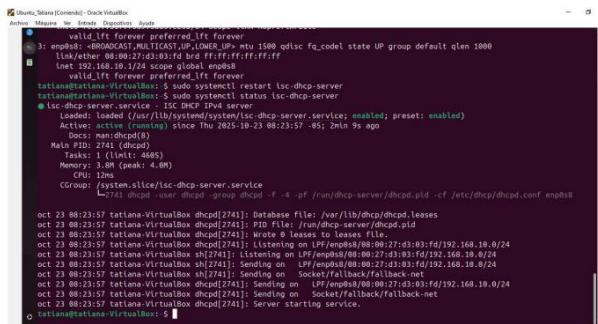 Ubuntu_Tatiana [Corriendo] - Oracle VirtualBox
Archivo Máquina Ver Entrada Dispositivos Ayuda
valid_lft forever preferred_lft forever
3: enp0s8: <BROADCAST,MULTICAST,UP,LOWER_UP> mtu 1500 qdisc fq_codel state UP group default qlen 1000
link/ether 08:00:27:d3:03:fd brd ff:ff:ff:ff:ff:ff
inet 192.168.10.1/24 scope global enp0s8
valid_lft forever preferred_lft forever
tatiana@tatiana-VirtualBox:~$ sudo systemctl restart isc-dhcp-server
tatiana@tatiana-VirtualBox:~$ sudo systemctl status isc-dhcp-server
● isc-dhcp-server.service - ISC DHCP IPv4 server
Loaded: loaded (/usr/lib/systemd/system/isc-dhcp-server.service; enabled; preset: enabled)
Active: active (running) since Thu 2025-10-23 08:23:57 -05; 2min 9s ago
Docs: man:dhcpd(8)
Main PID: 2741 (dhcpd)
Tasks: 1 (limit: 4605)
Memory: 3.8M (peak: 4.0M)
CPU: 12ms
CGroup: /system.slice/isc-dhcp-server.service
└─2741 dhcpd -user dhcpd -group dhcpd -f -4 -pf /run/dhcp-server/dhcpd.pid -cf /etc/dhcp/dhcpd.conf enp0s8
oct 23 08:23:57 tatiana-VirtualBox dhcpd[2741]: Database file: /var/lib/dhcp/dhcpd.leases
oct 23 08:23:57 tatiana-VirtualBox dhcpd[2741]: PID file: /run/dhcp-server/dhcpd.pid
oct 23 08:23:57 tatiana-VirtualBox dhcpd[2741]: Wrote 0 leases to leases file.
oct 23 08:23:57 tatiana-VirtualBox dhcpd[2741]: Listening on LPF/enp0s8/08:00:27:d3:03:fd/192.168.10.0/24
oct 23 08:23:57 tatiana-VirtualBox sh[2741]: Listening on LPF/enp0s8/08:00:27:d3:03:fd/192.168.10.0/24
oct 23 08:23:57 tatiana-VirtualBox sh[2741]: Sending on   LPF/enp0s8/08:00:27:d3:03:fd/192.168.10.0/24
oct 23 08:23:57 tatiana-VirtualBox sh[2741]: Sending on   Socket/fallback/fallback-net
oct 23 08:23:57 tatiana-VirtualBox dhcpd[2741]: Sending on   LPF/enp0s8/08:00:27:d3:03:fd/192.168.10.0/24
oct 23 08:23:57 tatiana-VirtualBox dhcpd[2741]: Sending on   Socket/fallback/fallback-net
oct 23 08:23:57 tatiana-VirtualBox dhcpd[2741]: Server starting service.
tatiana@tatiana-VirtualBox:~$